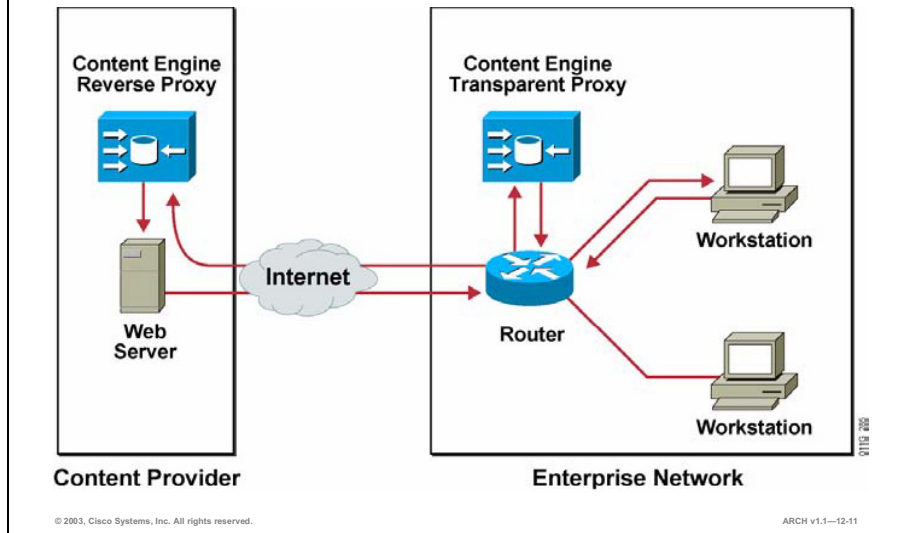 Content Engine
Reverse Proxy
Content Engine
Transparent Proxy
Internet
Workstation
Web
Server
Router
Workstation
Content Provider
Enterprise Network
© 2003, Cisco Systems, Inc. All rights reserved.
ARCH v1.1—12-11